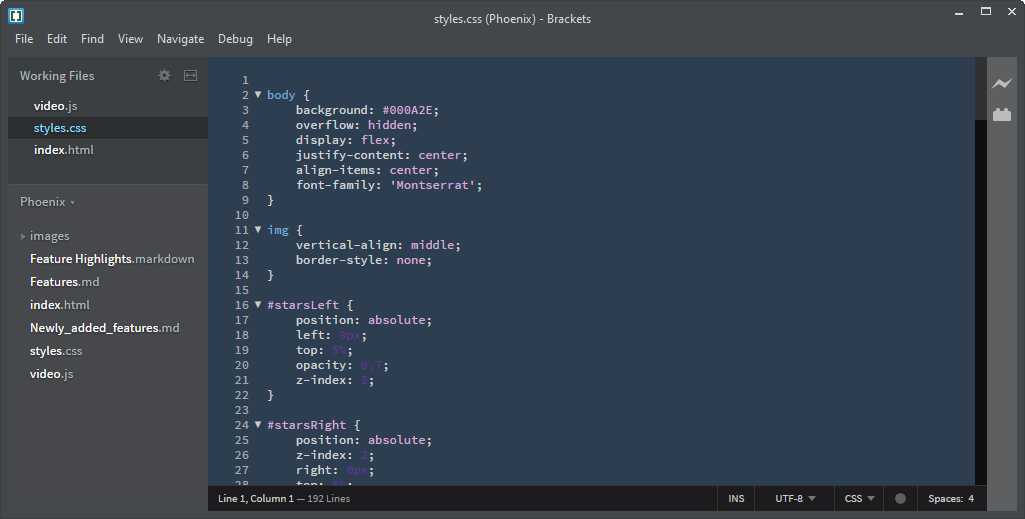 styles.css (Phoenix) - Brackets
File Edit Find View Navigate Debug Help
Working Files
video.js
styles.css
index.html
Phoenix
images
Feature Highlights.markdown
Features.md
index.html
Newly_added_features.md
styles.css
video.js
1
2 body {
3 background: #000A2E;
4 overflow: hidden;
5 display: flex;
6 justify-content: center;
7 align-items: center;
8 font-family: 'Montserrat';
9 }
10
11 img {
12 vertical-align: middle;
13 border-style: none;
14 }
15
16 #starsLeft {
17 position: absolute;
18 left: 0px;
19 top: 5%;
20 opacity: 0.7;
21 z-index: 2;
22 }
23
24 #starsRight {
25 position: absolute;
26 z-index: 2;
27 right: 0px;
28 top: 5%;
Line 1, Column 1 — 192 Lines INS UTF-8 CSS Spaces: 4